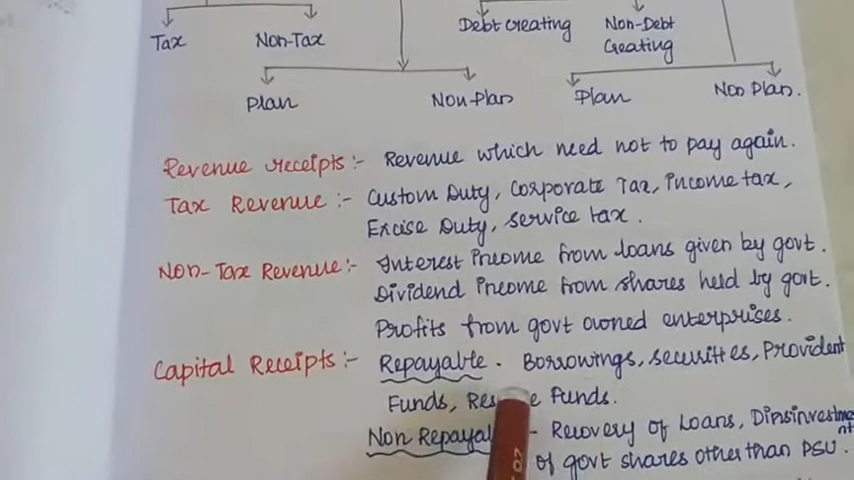 Tax Non-Tax Debt creating Non-Debt
Creating
Plan Non-Plan Plan Non Plan.
Revenue receipts :- Revenue which need not to pay again.
Tax Revenue :- Custom Duty, Corporate Tax, Income tax,
Excise Duty, service tax.
Non-Tax Revenue :- Interest Income from loans given by govt.
Dividend Income from shares held by govt.
Profits from govt owned enterprises.
Capital Receipts :- Repayable - Borrowings, securities, Provident
Funds, funds.
Non - Recovery of Loans, Dinsinvestment
of govt shares other than PSU.